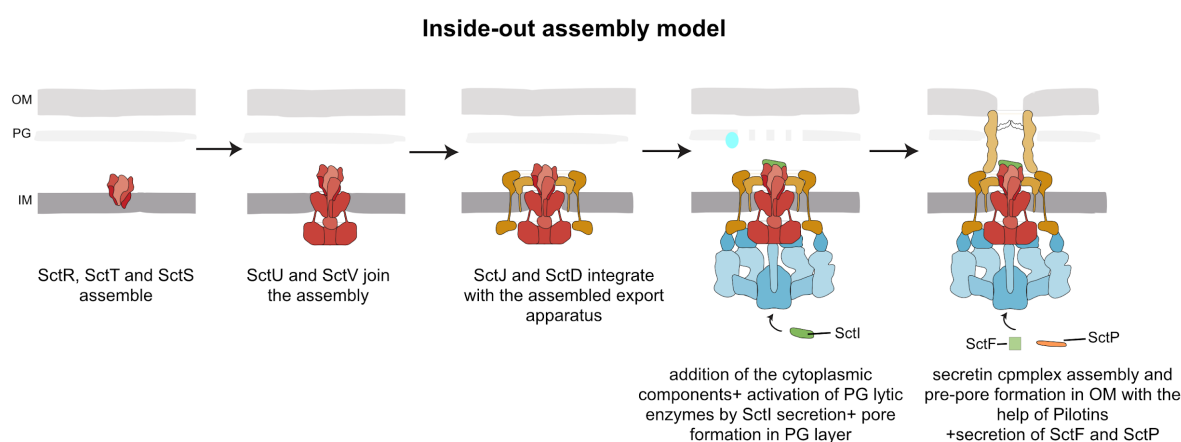 Inside-out assembly model
OM
PG
IM
SctR, SctT and SctS
assemble
SctU and SctV join
the assembly
SctJ and SctD integrate
with the assembled export
apparatus
SctI
addition of the cytoplasmic
components+ activation of PG lytic
enzymes by SctI secretion+ pore
formation in PG layer
SctF
SctP
secretin cpmplex assembly and
pre-pore formation in OM with the
help of Pilotins
+secretion of SctF and SctP